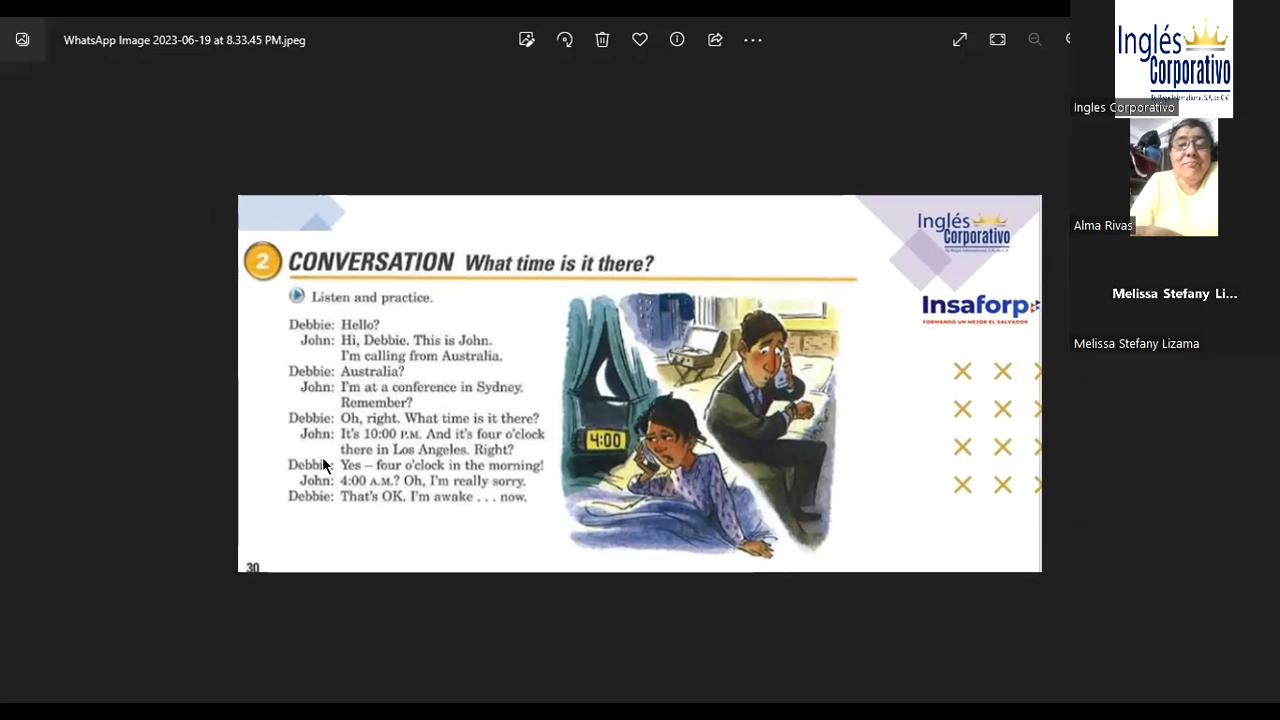 WhatsApp Image 2023-06-19 at 8.33.45 PM.jpeg
Inglés
Corporativo
Ingles Corporativo
Alma Rivas
Melissa Stefany Li...
Melissa Stefany Lizama
Inglés
Corporativo
Insaforp
FORMANDO UN MEJOR EL SALVADOR
2 CONVERSATION What time is it there?
Listen and practice.
Debbie: Hello?
John: Hi, Debbie. This is John.
I'm calling from Australia.
Debbie: Australia?
John: I'm at a conference in Sydney.
Remember?
Debbie: Oh, right. What time is it there?
John: It's 10:00 P.M. And it's four o'clock
there in Los Angeles. Right?
Debbie: Yes – four o'clock in the morning!
John: 4:00 A.M.? Oh, I'm really sorry.
Debbie: That's OK. I'm awake . . . now.
4:00
30